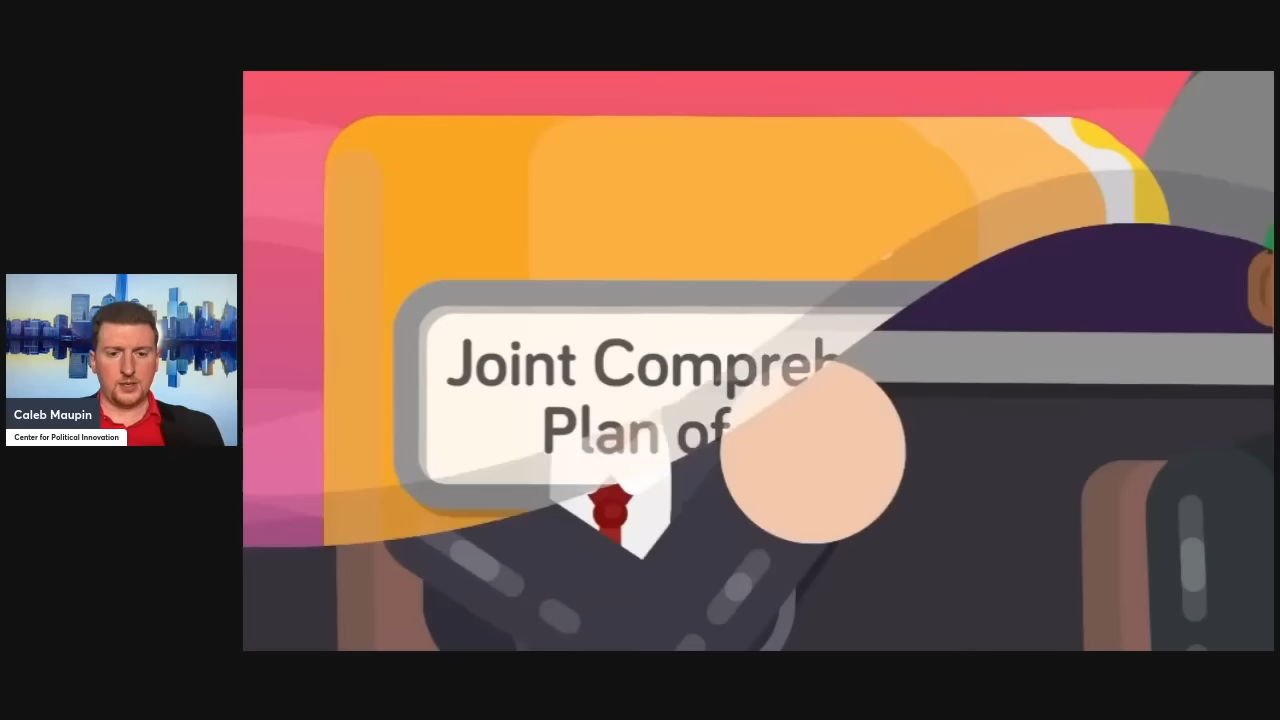 Joint Compreh
Plan of
Caleb Maupin
Center for Political Innovation